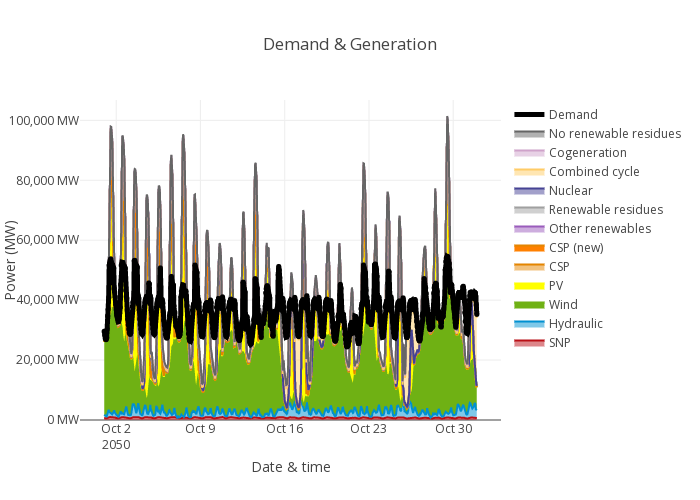 Demand & Generation
100,000 MW
80,000 MW
60,000 MW
40,000 MW
20,000 MW
0 MW
Power (MW)
Oct 2
2050
Oct 9
Oct 16
Oct 23
Oct 30
Date & time
Demand
No renewable residues
Cogeneration
Combined cycle
Nuclear
Renewable residues
Other renewables
CSP (new)
CSP
PV
Wind
Hydraulic
SNP